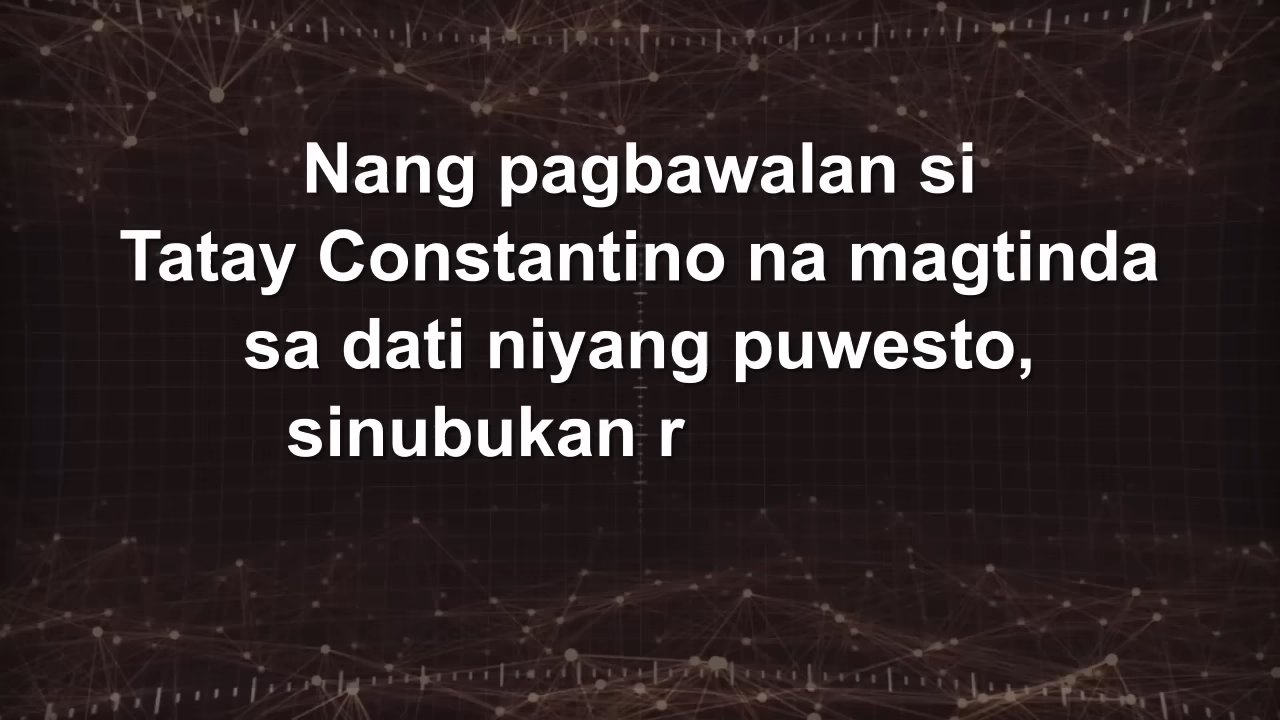 Nang pagbawalan si
Tatay Constantino na magtinda
sa dati niyang puwesto,
sinubukan r